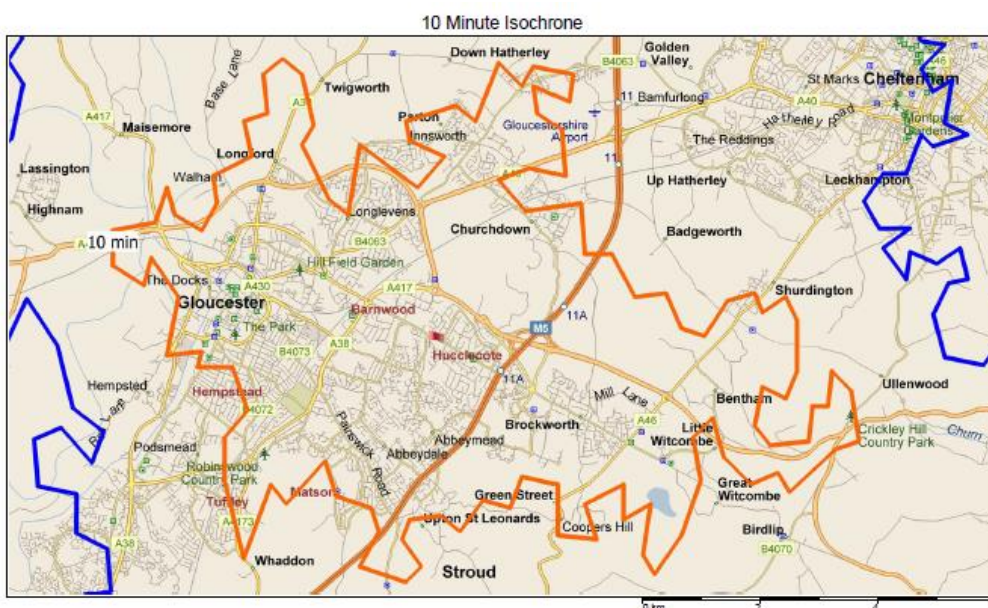 10 Minute Isochrone
Down Hatherley
Golden
Valley
B4063
A46
St Marks
Cheltenham
Base Lane
Twigworth
A417
Maisemore
Parton
Innsworth
Gloucestershire
Airport
11
Bamfurlong
A40
Hatherley Road
Montpelier
Gardens
The Reddings
Longford
11
Lassington
Walham
Up Hatherley
Leckhampton
Highnam
Longlevens
Churchdown
Badgeworth
10 min
B4063
Hill Field Garden
The Docks
A430
A417
Shurdington
Gloucester
Barnwood
11A
The Park
M5
B4073
A38
Hucclecote
Hempsted
Hempstead
11A
Ullenwood
Mill Lane
Bentham
B4072
Painswick Road
Brockworth
A46
Little
Witcombe
Crickley Hill
Country Park
Churn
Podsmead
Abbeymead
Abbeydale
Robinswood
Country Park
Matson
Tuffley
Green Street
Great
Witcombe
Upton St Leonards
Coopers Hill
A4173
Birdlip
A38
Whaddon
B4070
Stroud